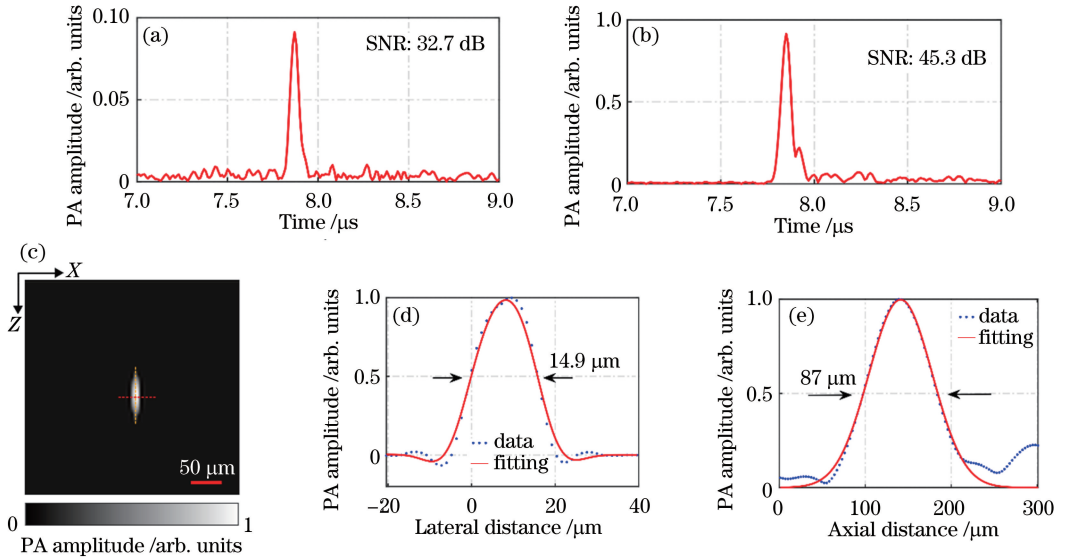 (a)
SNR: 32.7 dB
PA amplitude /arb. units
0.10
0.05
0
7.0 7.5 8.0 8.5 9.0
Time /μs
(b)
SNR: 45.3 dB
PA amplitude /arb. units
1.0
0.5
0
7.0 7.5 8.0 8.5 9.0
Time /μs
(c)
X
Z
50 μm
0 1
PA amplitude /arb. units
(d)
14.9 μm
data
fitting
PA amplitude /arb. units
1.0
0.5
0
−20 0 20 40
Lateral distance /μm
(e)
data
fitting
87 μm
PA amplitude /arb. units
1.0
0.5
0
0 100 200 300
Axial distance /μm